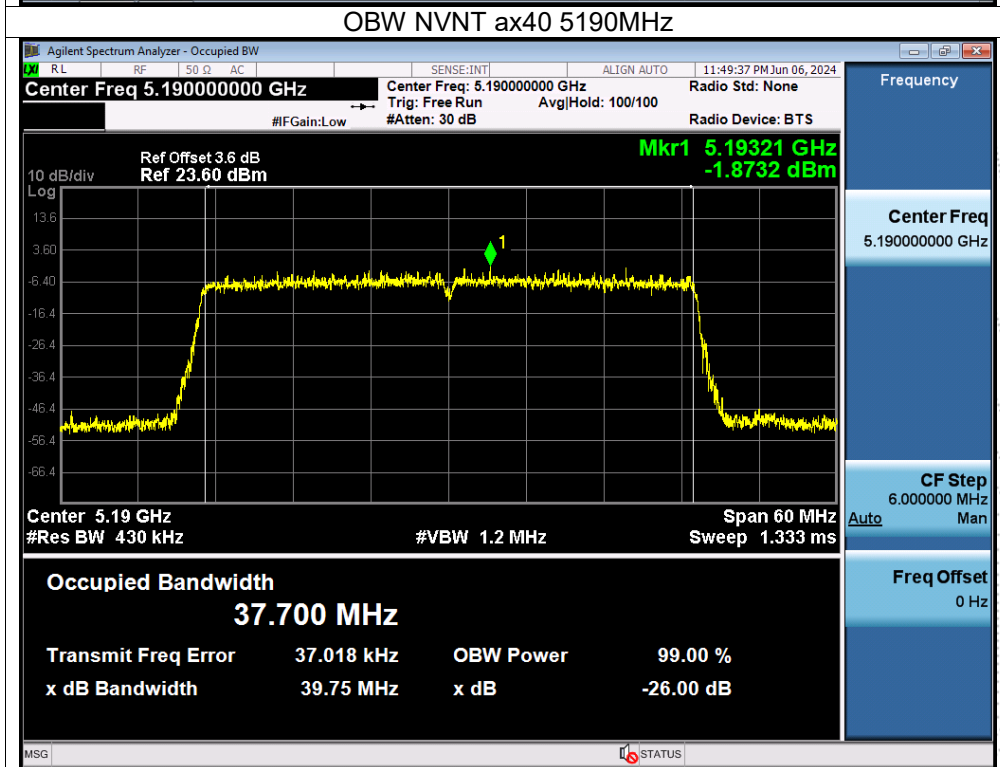 OBW NVNT ax40 5190MHz
Agilent Spectrum Analyzer - Occupied BW
LXI RL RF 50 Ω AC SENSE:INT ALIGN AUTO 11:49:37 PM Jun 06, 2024
Center Freq 5.190000000 GHz
Center Freq: 5.190000000 GHz Radio Std: None
Trig: Free Run Avg|Hold: 100/100
#IFGain:Low #Atten: 30 dB Radio Device: BTS
Frequency
Mkr1 5.19321 GHz
-1.8732 dBm
Ref Offset 3.6 dB
10 dB/div Ref 23.60 dBm
Log
13.6
3.60
-6.40
-16.4
-26.4
-36.4
-46.4
-56.4
-66.4
1
Center 5.19 GHz Span 60 MHz
#Res BW 430 kHz #VBW 1.2 MHz Sweep 1.333 ms
Center Freq
5.190000000 GHz
CF Step
6.000000 MHz
Auto Man
Freq Offset
0 Hz
Occupied Bandwidth
37.700 MHz
Transmit Freq Error 37.018 kHz OBW Power 99.00 %
x dB Bandwidth 39.75 MHz x dB -26.00 dB
MSG STATUS